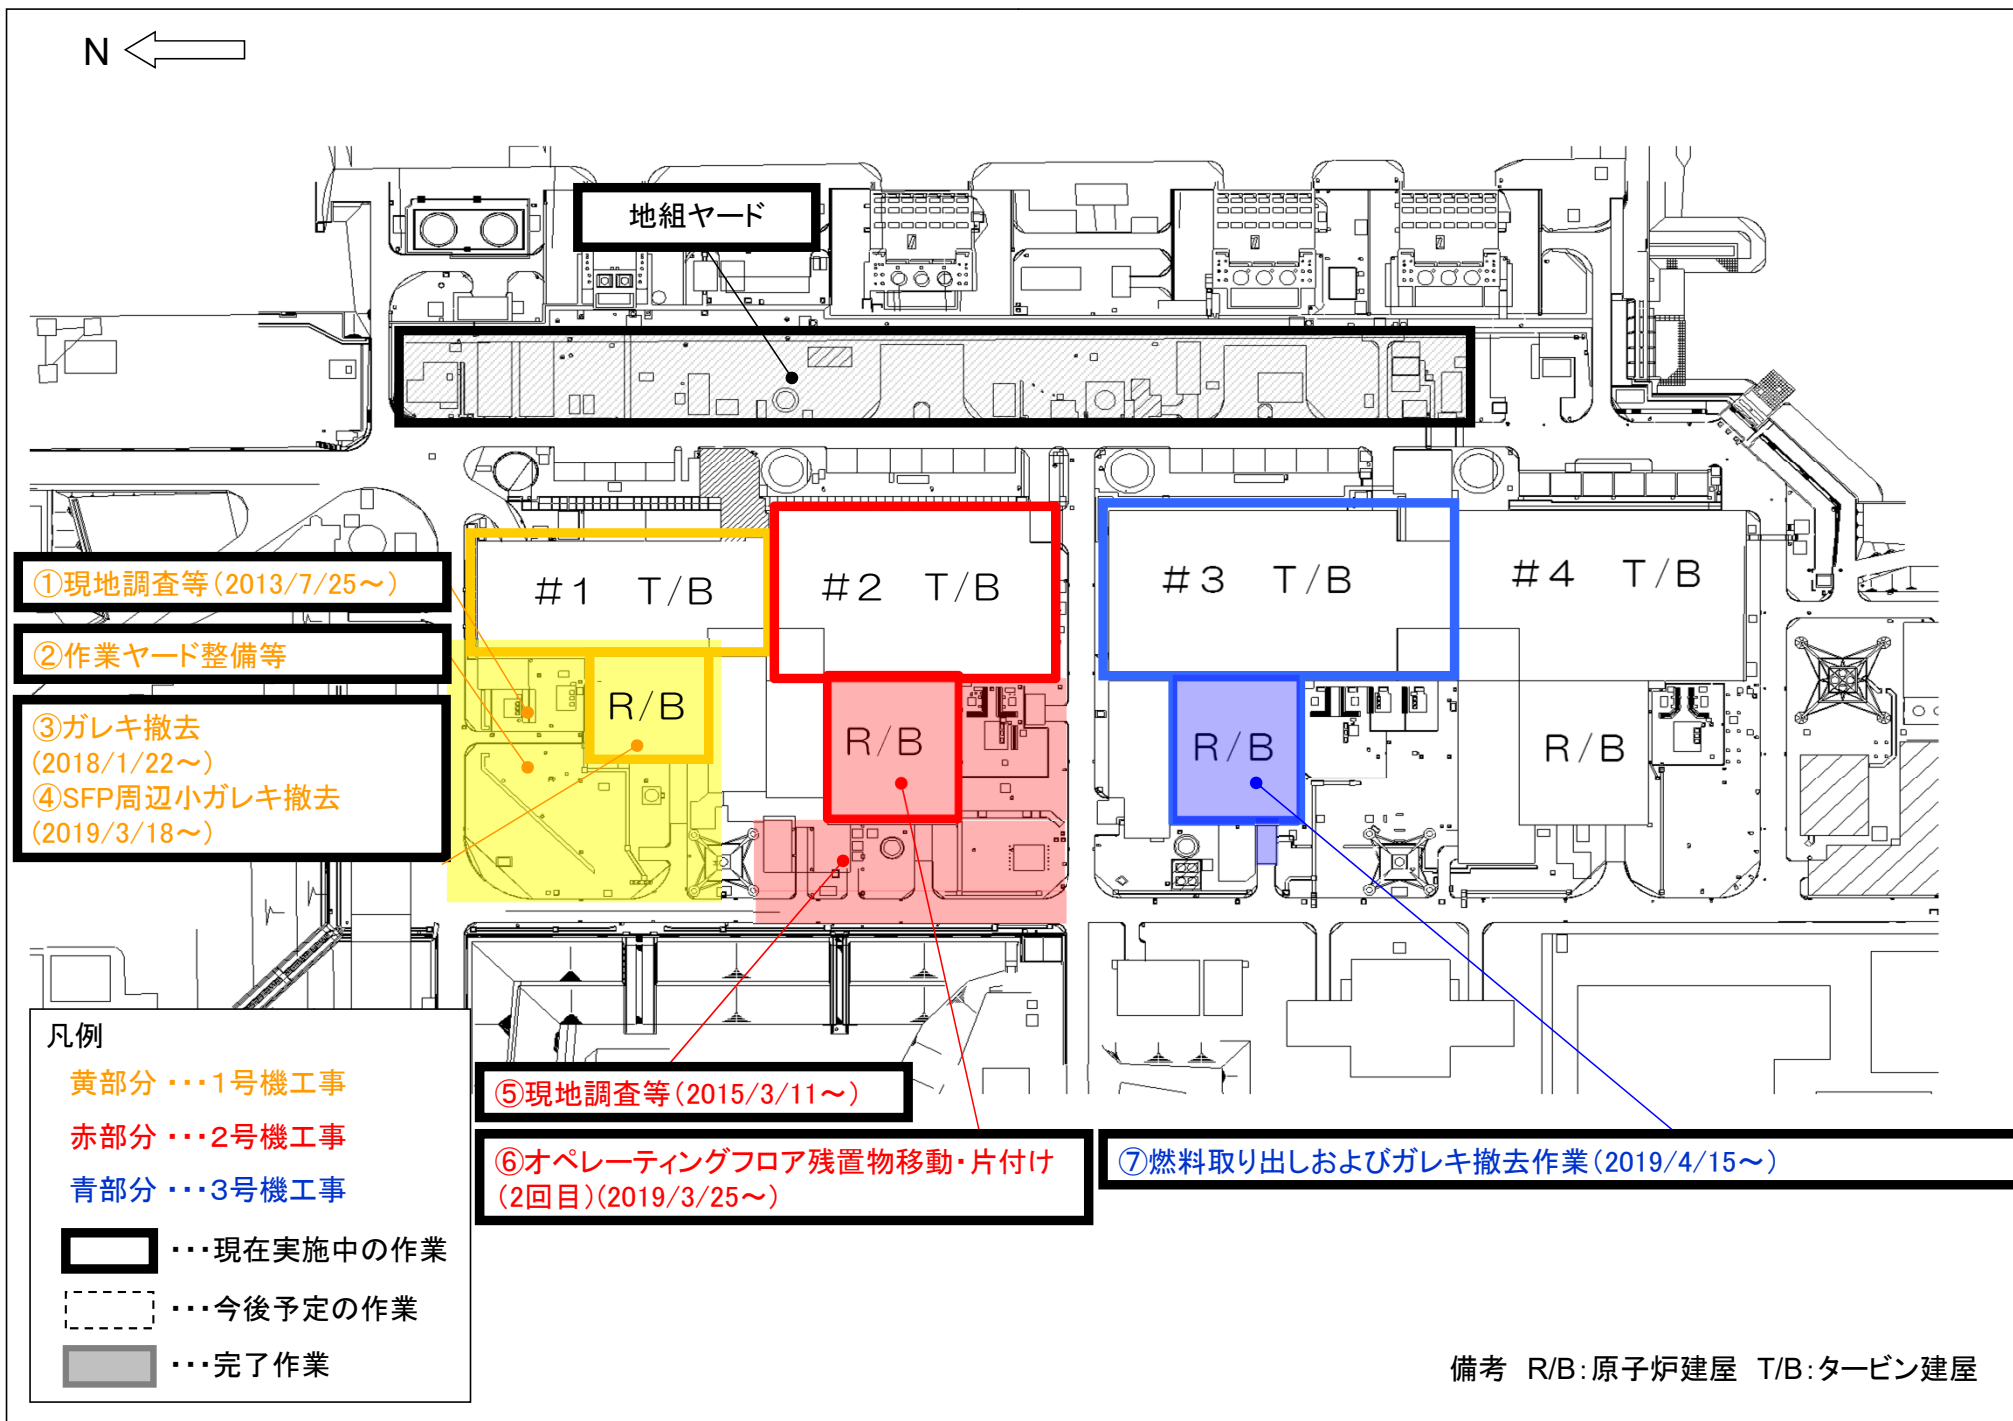 N
地組ヤード
①現地調査等(2013/7/25～)
②作業ヤード整備等
③ガレキ撤去
(2018/1/22～)
④SFP周辺小ガレキ撤去
(2019/3/18～)
#1 T/B
#2 T/B
#3 T/B
#4 T/B
R/B
R/B
R/B
R/B
⑤現地調査等(2015/3/11～)
⑥オペレーティングフロア残置物移動・片付け
(2回目)(2019/3/25～)
⑦燃料取り出しおよびガレキ撤去作業(2019/4/15～)
凡例
黄部分 ・・・1号機工事
赤部分 ・・・2号機工事
青部分 ・・・3号機工事
・・・現在実施中の作業
・・・今後予定の作業
・・・完了作業
備考 R/B:原子炉建屋 T/B:タービン建屋